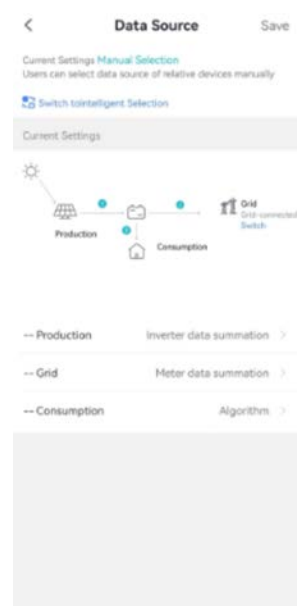 Data Source
Save
Current Settings Manual Selection
Users can select data source of relative devices manually
Switch tointelligent Selection
Current Settings
Grid
Grid-connected
Switch
Production
Consumption
-- Production Inverter data summation
-- Grid Meter data summation
-- Consumption Algorithm